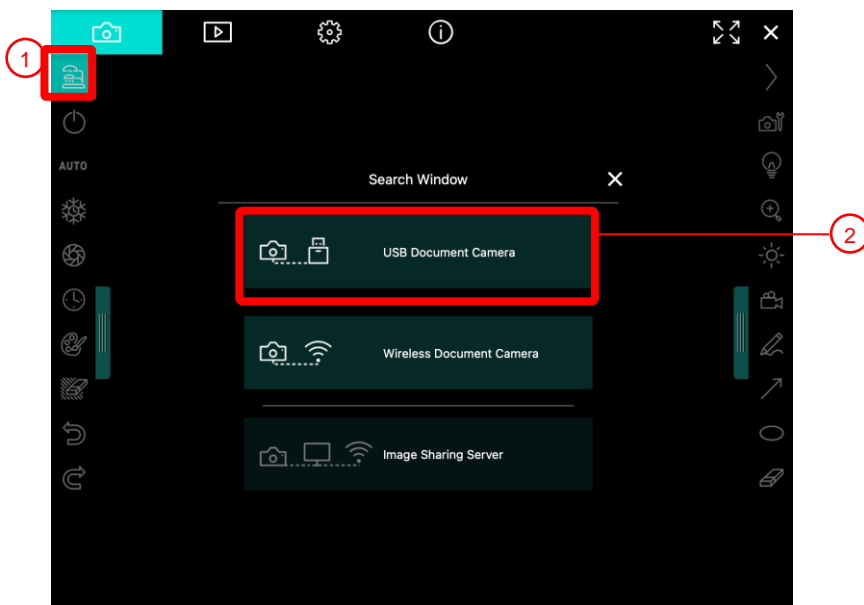 1
AUTO
Search Window
USB Document Camera
2
Wireless Document Camera
Image Sharing Server